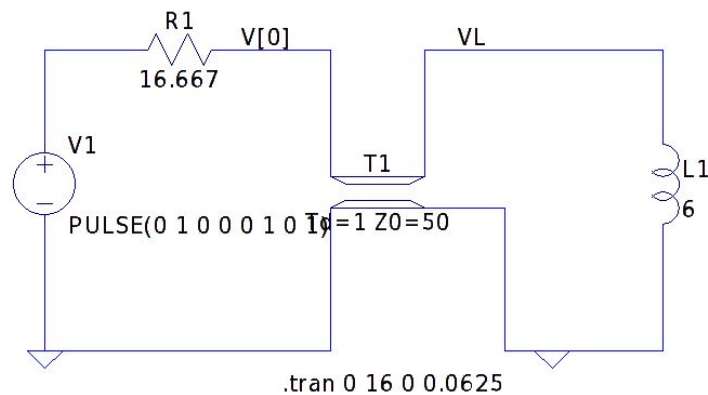 R1
V[0]
VL
16.667
V1
T1
L1
6
PULSE(0 1 0 0 0 1 0 1)
Td=1 Z0=50
.tran 0 16 0 0.0625